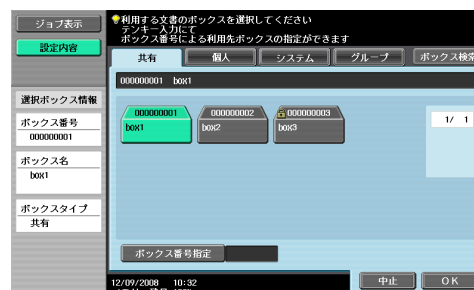 ジョブ表示
設定内容
利用する文書のボックスを選択してください
テンキー入力にて
ボックス番号による利用先ボックスの指定ができます
共有
個人
システム
グループ
ボックス検索
000000001 box1
選択ボックス情報
ボックス番号
000000001
ボックス名
box1
ボックスタイプ
共有
000000001
box1
000000002
box2
000000003
box3
1/ 1
ボックス番号指定
12/09/2008 10:32
中止
OK